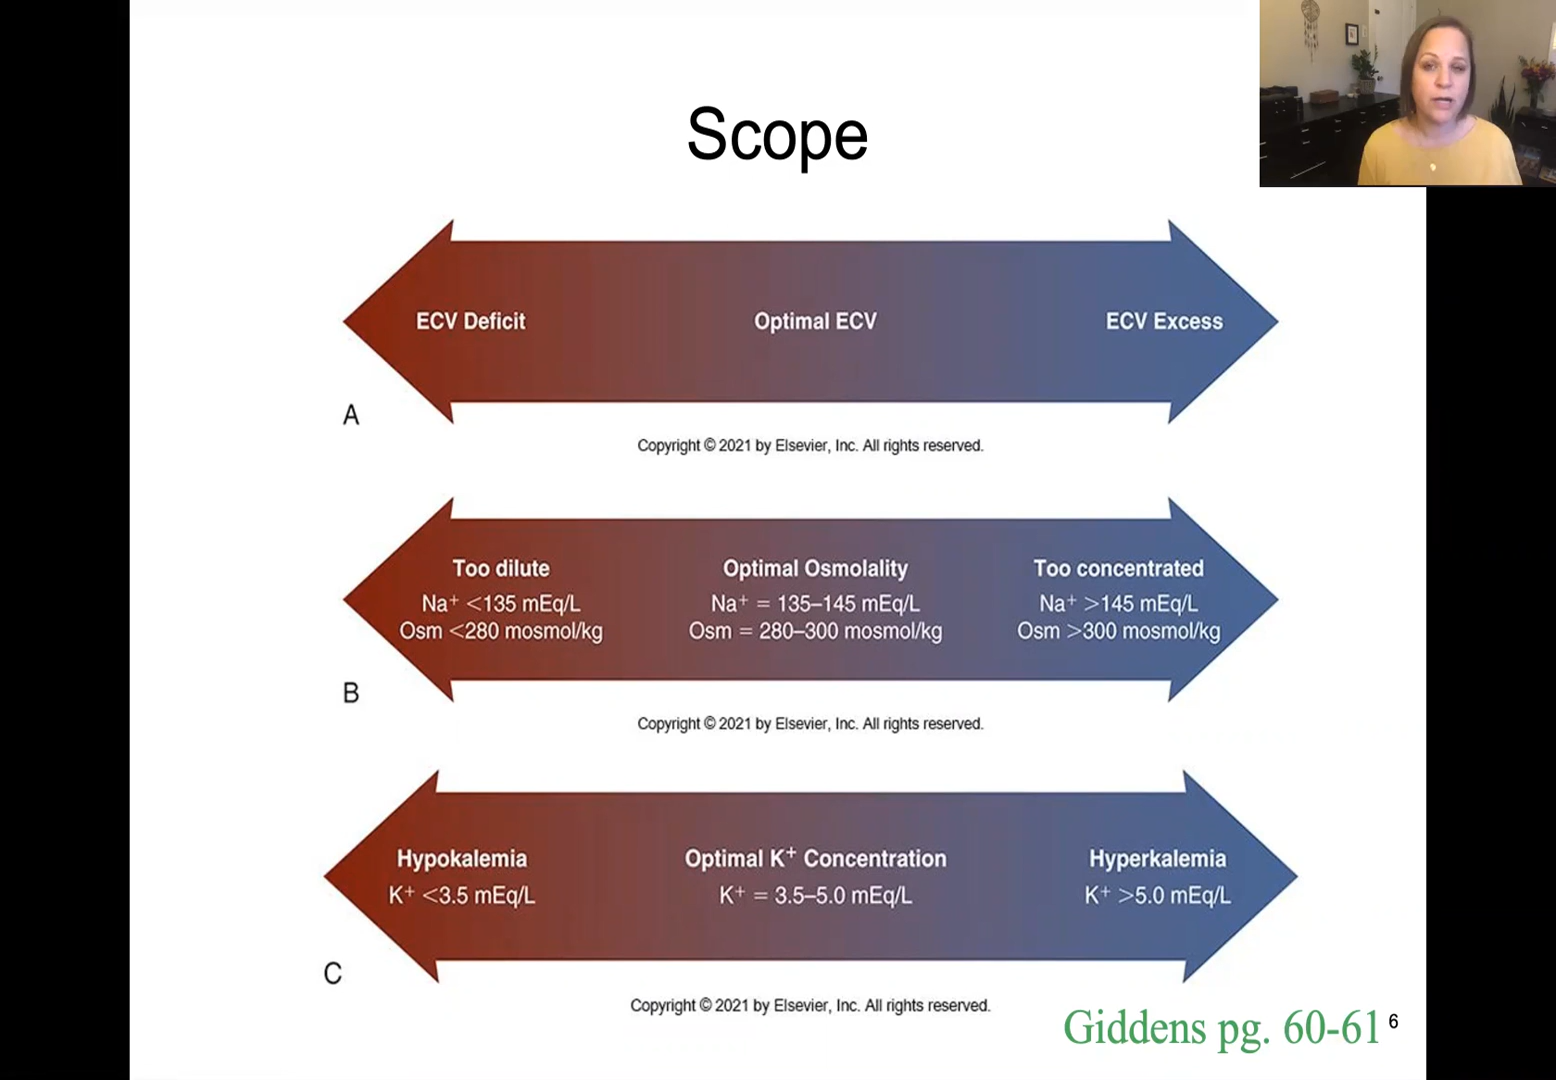 Scope
ECV Deficit
Optimal ECV
ECV Excess
A
Copyright © 2021 by Elsevier, Inc. All rights reserved.
Too dilute
Na⁺ <135 mEq/L
Osm <280 mosmol/kg
Optimal Osmolality
Na⁺ = 135–145 mEq/L
Osm = 280–300 mosmol/kg
Too concentrated
Na⁺ >145 mEq/L
Osm >300 mosmol/kg
B
Copyright © 2021 by Elsevier, Inc. All rights reserved.
Hypokalemia
K⁺ <3.5 mEq/L
Optimal K⁺ Concentration
K⁺ = 3.5–5.0 mEq/L
Hyperkalemia
K⁺ >5.0 mEq/L
C
Copyright © 2021 by Elsevier, Inc. All rights reserved.
Giddens pg. 60-61
6